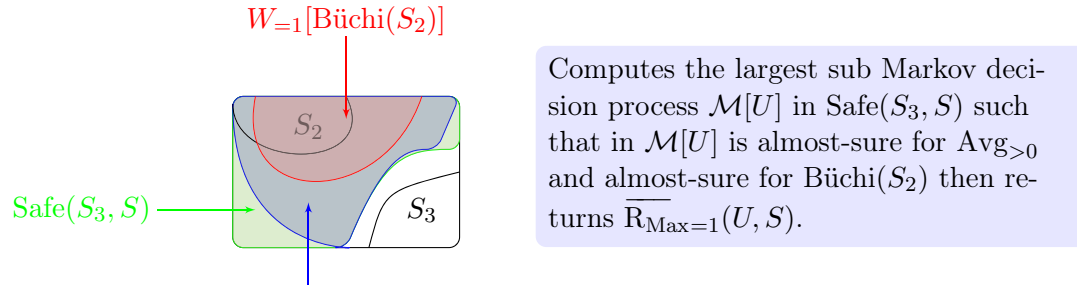 W₌₁[Büchi(S₂)]
S₂
Safe(S₃, S)
S₃
Computes the largest sub Markov deci-
sion process ℳ[U] in Safe(S₃, S) such
that in ℳ[U] is almost-sure for Avg₍>0₎
and almost-sure for Büchi(S₂) then re-
turns \overline{R_{Max=1}}(U, S).